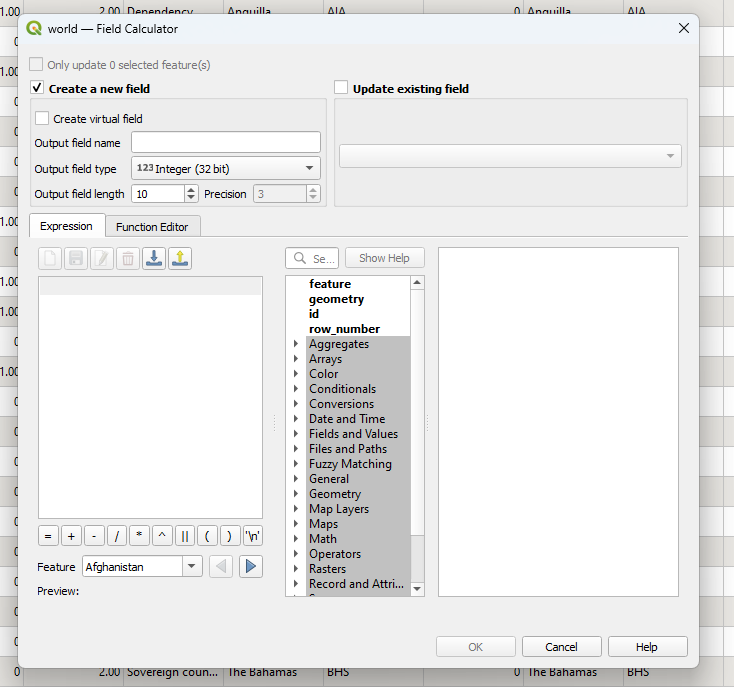 1.00 2.00 Dependency Anguilla AIA 0 Anguilla AIA
world — Field Calculator
Only update 0 selected feature(s)
Create a new field
Update existing field
Create virtual field
Output field name
Output field type 123 Integer (32 bit)
Output field length 10 Precision 3
Expression Function Editor
Se... Show Help
feature
geometry
id
row_number
Aggregates
Arrays
Color
Conditionals
Conversions
Date and Time
Fields and Values
Files and Paths
Fuzzy Matching
General
Geometry
Map Layers
Maps
Math
Operators
Rasters
Record and Attri...
= + - / * ^ || ( ) '\n'
Feature Afghanistan
Preview:
OK Cancel Help
0 2.00 Sovereign coun... The Bahamas BHS 0 The Bahamas BHS